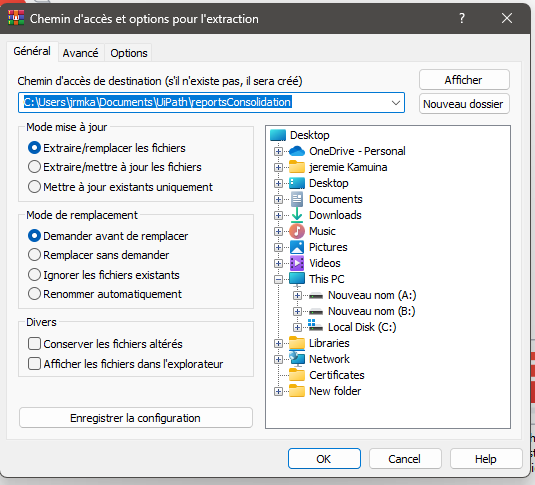 Chemin d'accès et options pour l'extraction
?
Général
Avancé
Options
Chemin d'accès de destination (s'il n'existe pas, il sera créé)
Afficher
C:\Users\jrmka\Documents\UiPath\reportsConsolidation
Nouveau dossier
Mode mise à jour
Extraire/remplacer les fichiers
Extraire/mettre à jour les fichiers
Mettre à jour existants uniquement
Mode de remplacement
Demander avant de remplacer
Remplacer sans demander
Ignorer les fichiers existants
Renommer automatiquement
Divers
Conserver les fichiers altérés
Afficher les fichiers dans l'explorateur
Enregistrer la configuration
Desktop
OneDrive - Personal
jeremie Kamuina
Desktop
Documents
Downloads
Music
Pictures
Videos
This PC
Nouveau nom (A:)
Nouveau nom (B:)
Local Disk (C:)
Libraries
Network
Certificates
New folder
OK
Cancel
Help